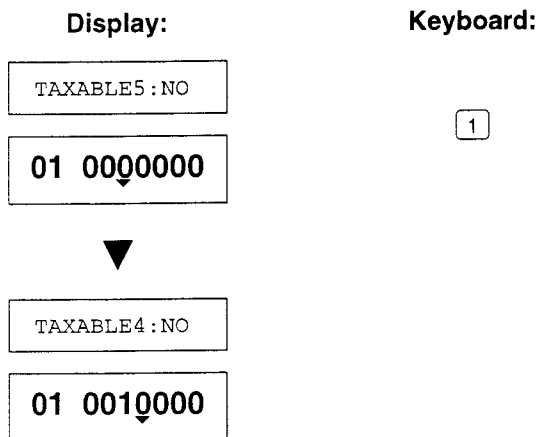 Display: Keyboard:
TAXABLE5:NO
1
01 0000000
TAXABLE4:NO
01 0010000